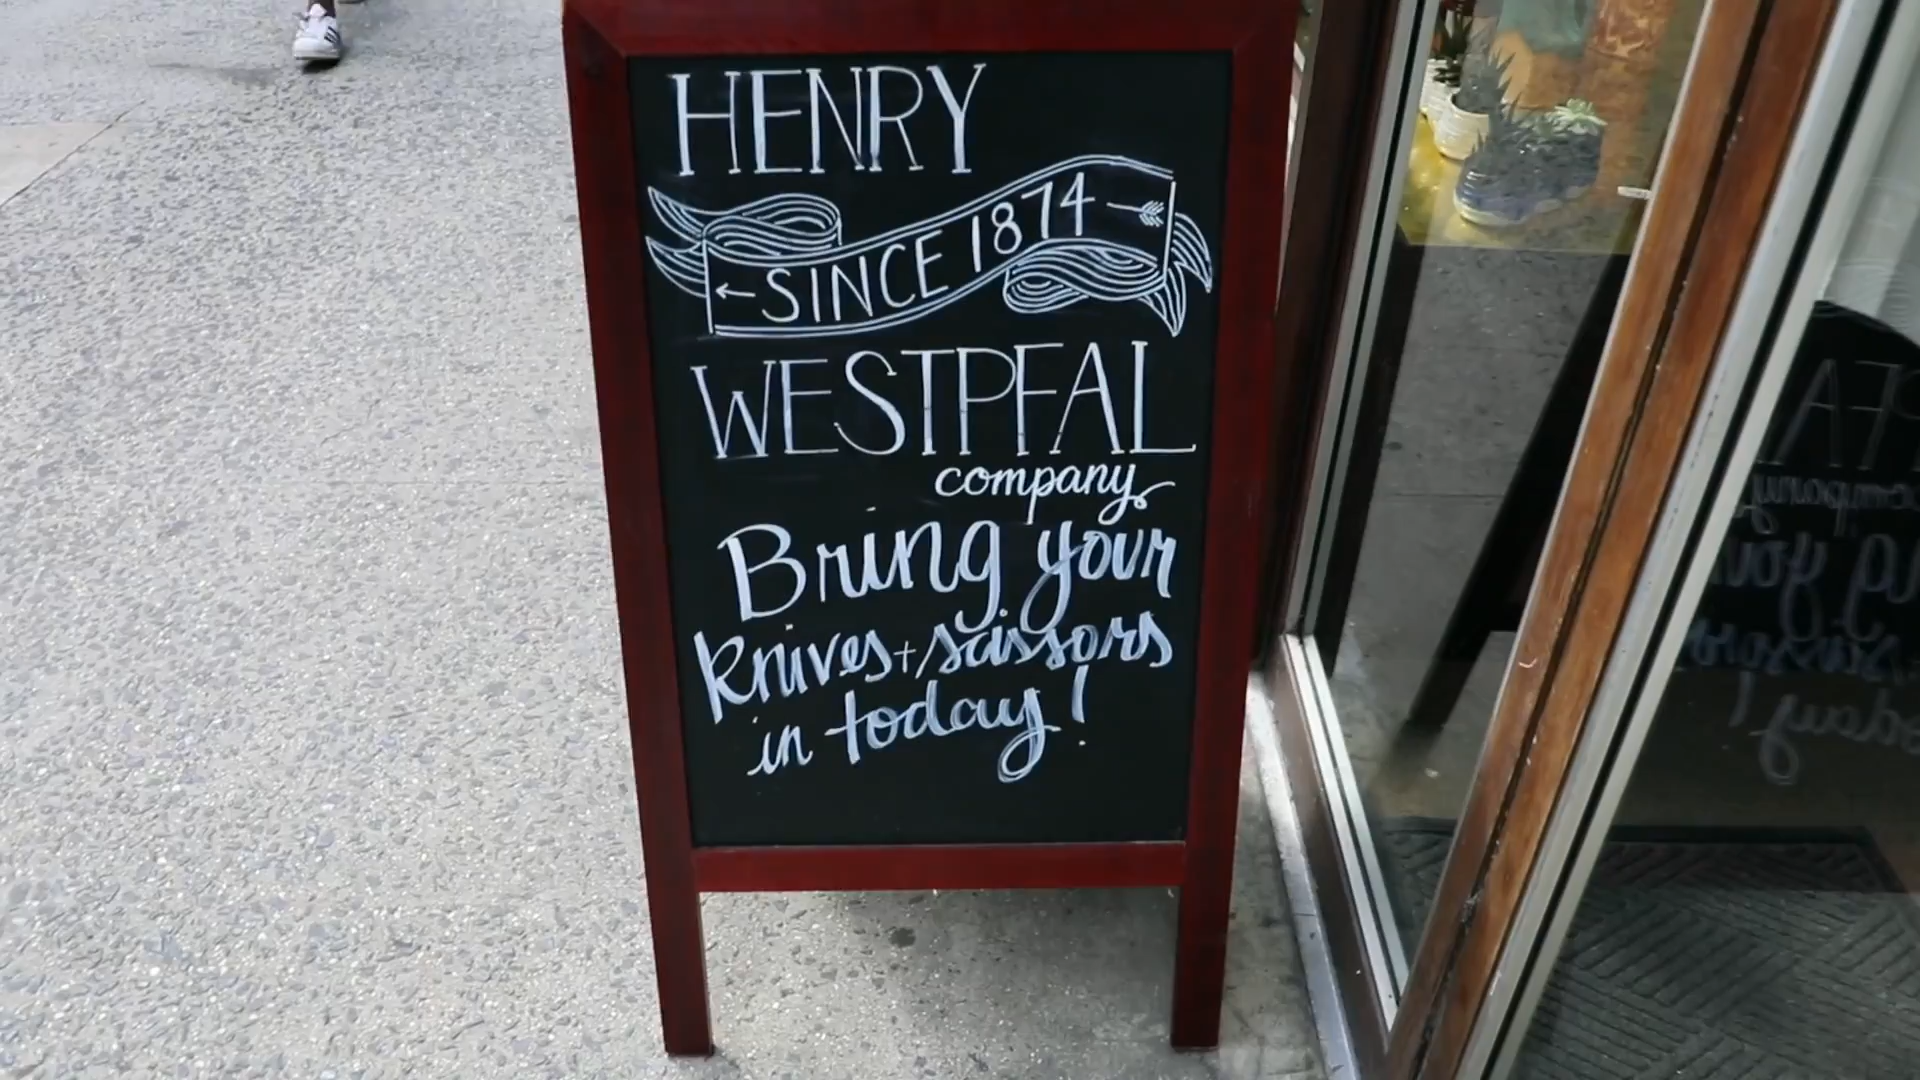 HENRY
SINCE 1874
WESTPFAL
company
Bring your
knives + scissors
in today!